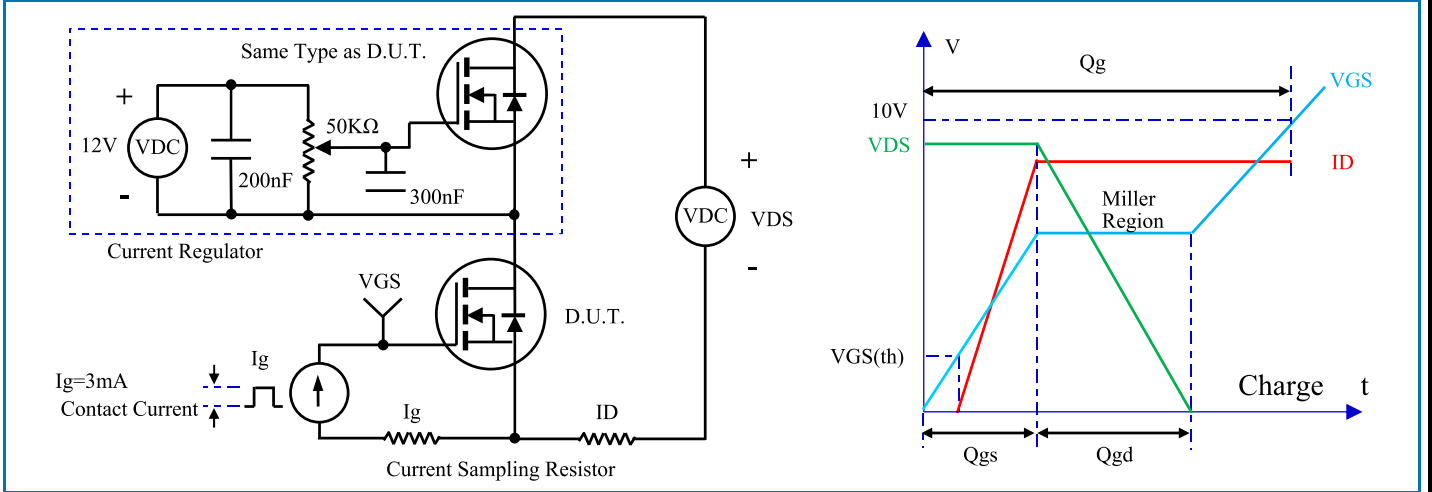 Same Type as D.U.T.
+
12V
VDC
-
200nF
50KΩ
300nF
Current Regulator
+
VDC
VDS
-
VGS
D.U.T.
Ig
Ig=3mA
Contact Current
Ig
ID
Current Sampling Resistor
V
Qg
VGS
10V
VDS
ID
Miller
Region
VGS(th)
Charge t
Qgs
Qgd